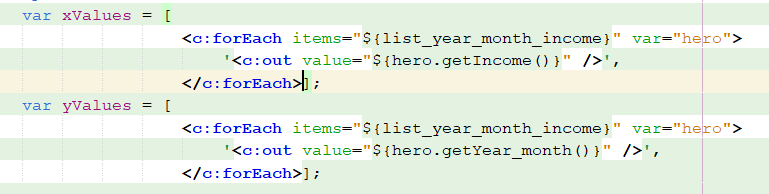 var xValues = [
<c:forEach items="${list_year_month_income}" var="hero">
'<c:out value="${hero.getIncome()}" />',
</c:forEach>];
var yValues = [
<c:forEach items="${list_year_month_income}" var="hero">
'<c:out value="${hero.getYear_month()}" />',
</c:forEach>];